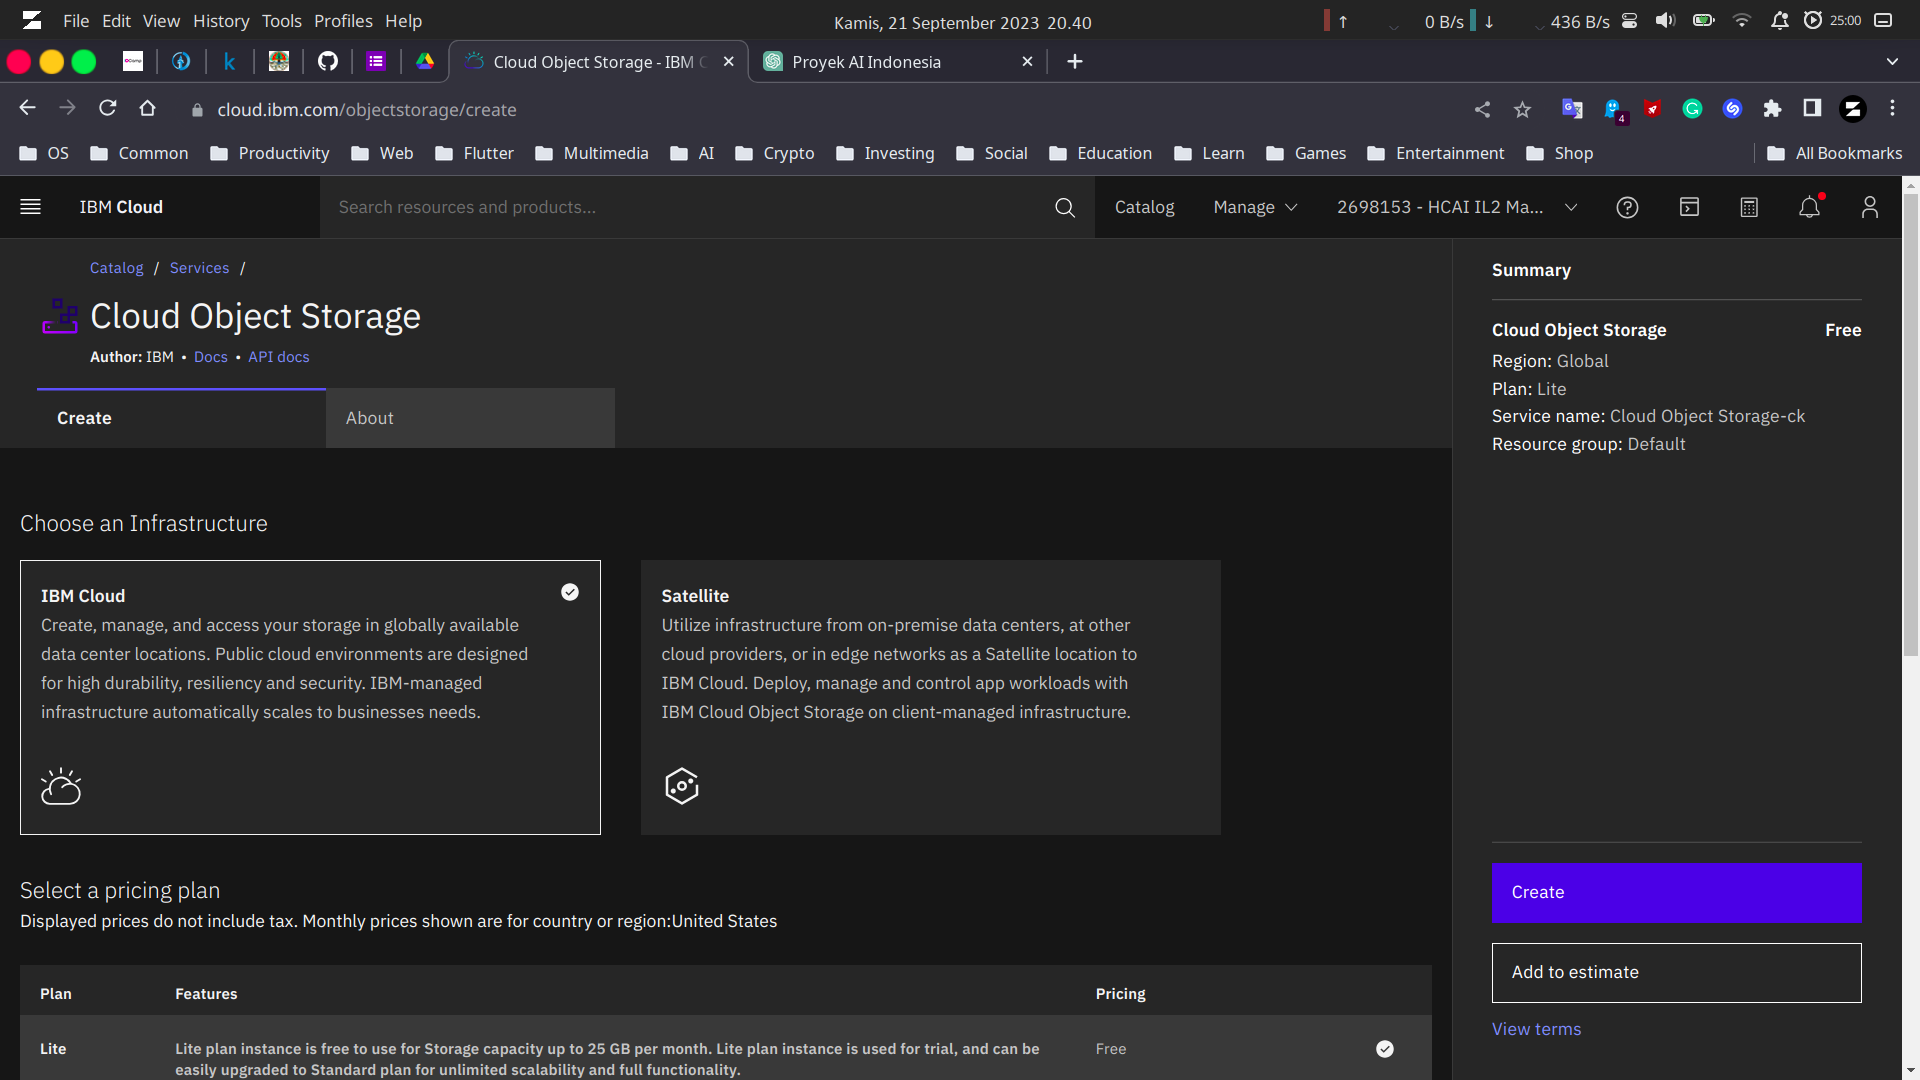 File Edit View History Tools Profiles Help
Kamis, 21 September 2023 20.40
↑ 0 B/s ↓ 436 B/s 25:00
Cloud Object Storage - IBM C
Proyek AI Indonesia
cloud.ibm.com/objectstorage/create
4
OS Common Productivity Web Flutter Multimedia AI Crypto Investing Social Education Learn Games Entertainment Shop All Bookmarks
IBM Cloud
Search resources and products...
Catalog Manage 2698153 - HCAI IL2 Ma...
Catalog / Services /
Cloud Object Storage
Author: IBM • Docs • API docs
Create About
Choose an Infrastructure
IBM Cloud
Create, manage, and access your storage in globally available
data center locations. Public cloud environments are designed
for high durability, resiliency and security. IBM-managed
infrastructure automatically scales to businesses needs.
Satellite
Utilize infrastructure from on-premise data centers, at other
cloud providers, or in edge networks as a Satellite location to
IBM Cloud. Deploy, manage and control app workloads with
IBM Cloud Object Storage on client-managed infrastructure.
Select a pricing plan
Displayed prices do not include tax. Monthly prices shown are for country or region:United States
Plan Features Pricing
Lite Lite plan instance is free to use for Storage capacity up to 25 GB per month. Lite plan instance is used for trial, and can be Free
easily upgraded to Standard plan for unlimited scalability and full functionality.
Summary
Cloud Object Storage Free
Region: Global
Plan: Lite
Service name: Cloud Object Storage-ck
Resource group: Default
Create
Add to estimate
View terms